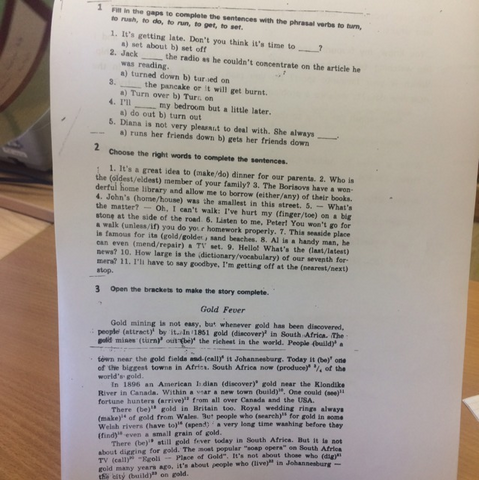 1 Fill in the gaps to complete the sentences with the phrasal verbs to turn,
to rush, to do, to run, to get, to set.
1. It's getting late. Don't you think it's time to ____?
a) set about b) set off
2. Jack ____ the radio as he couldn't concentrate on the article he
was reading.
a) turned down b) turned on
3. ____ the pancake or it will get burnt.
a) Turn over b) Turn on
4. I'll ____ my bedroom but a little later.
a) do out b) turn out
5. Diana is not very pleasant to deal with. She always ____.
a) runs her friends down b) gets her friends down
2 Choose the right words to complete the sentences.
1. It's a great idea to (make/do) dinner for our parents. 2. Who is
the (oldest/eldest) member of your family? 3. The Borisovs have a won-
derful home library and allow me to borrow (either/any) of their books.
4. John's (home/house) was the smallest in this street. 5. — What's
the matter? — Oh, I can't walk: I've hurt my (finger/toe) on a big
stone at the side of the road. 6. Listen to me, Peter! You won't go for
a walk (unless/if) you do your homework properly. 7. This seaside place
is famous for its (gold/golden) sand beaches. 8. Al is a handy man, he
can even (mend/repair) a TV set. 9. Hello! What's the (last/latest)
news? 10. How large is the (dictionary/vocabulary) of our seventh for-
mers? 11. I'll have to say goodbye, I'm getting off at the (nearest/next)
stop.
3 Open the brackets to make the story complete.
Gold Fever
Gold mining is not easy, but whenever gold has been discovered,
people (attract)¹ by it. In 1851 gold (discover)² in South Africa. The
gold mines (turn)³ out (be)⁴ the richest in the world. People (build)⁵ a
town near the gold fields and (call)⁶ it Johannesburg. Today it (be)⁷ one
of the biggest towns in Africa. South Africa now (produce)⁸ of the
world's gold.
In 1896 an American Indian (discover)⁹ gold near the Klondike
River in Canada. Within a year a new town (build)¹⁰. One could (see)¹¹
fortune hunters (arrive)¹² from all over Canada and the USA.
There (be)¹³ gold in Britain too. Royal wedding rings always
(make)¹⁴ of gold from Wales. But people who (search)¹⁵ for gold in some
Welsh rivers (have to)¹⁶ (spend)¹⁷ a very long time washing before they
(find)¹⁸ even a small grain of gold.
There (be)¹⁹ still gold fever today in South Africa. But it is not
about digging for gold. The most popular "soap opera" on South Africa
TV (call)²⁰ "Egoli — Place of Gold". It's not about those who (dig)²¹
gold many years ago, it's about people who (live)²² in Johannesburg —
the city (build)²³ on gold.